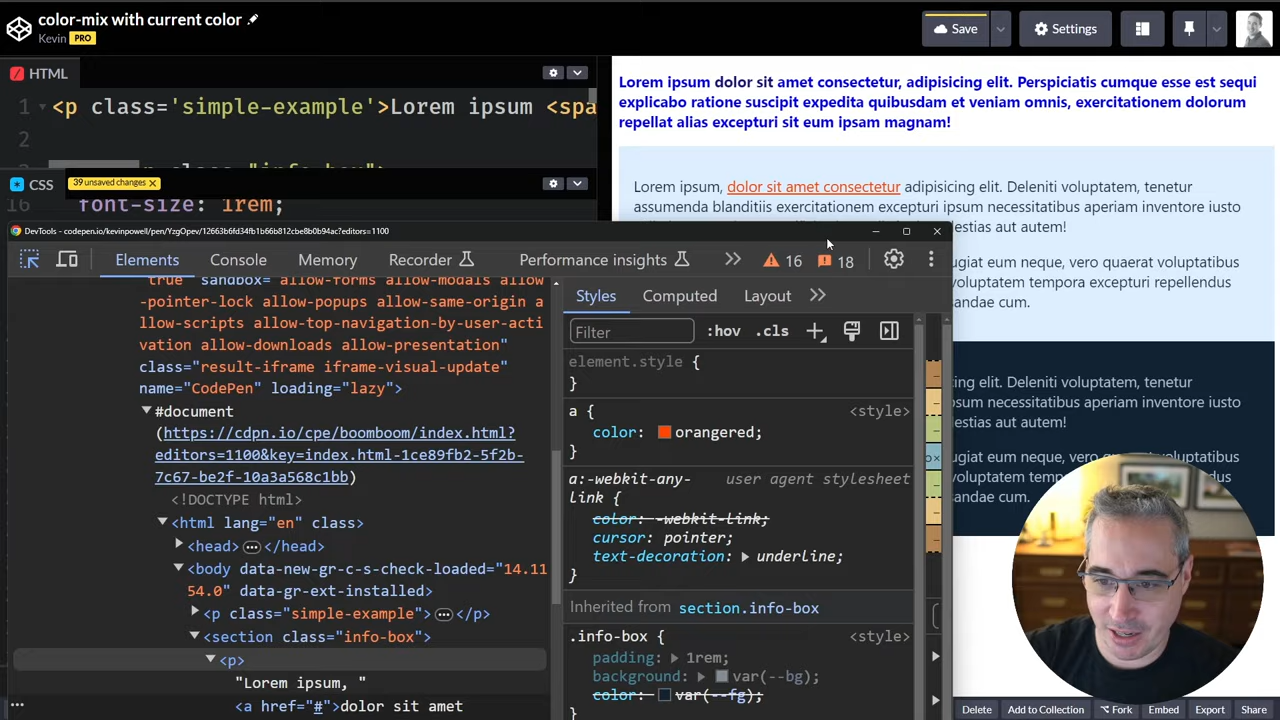 color-mix with current color
Kevin PRO
Save
Settings
HTML
1 <p class='simple-example'>Lorem ipsum <spa
2
CSS
39 unsaved changes ×
16 font-size: 1rem;
Lorem ipsum dolor sit amet consectetur, adipisicing elit. Perspiciatis cumque esse est sequi
explicabo ratione suscipit expedita quibusdam et veniam omnis, exercitationem dolorum
repellat alias excepturi sit eum ipsam magnam!
Lorem ipsum, dolor sit amet consectetur adipisicing elit. Deleniti voluptatem, tenetur
assumenda blanditiis exercitationem excepturi ipsum necessitatibus aperiam inventore iusto
estias aut autem!
ugiat eum neque, vero quaerat voluptatibus
oluptatem tempora excepturi repellendus
sandae cum.
cing elit. Deleniti voluptatem, tenetur
psum necessitatibus aperiam inventore iusto
estias aut autem!
ugiat eum neque, vero quaerat voluptatibus
voluptatem temp
sandae cum.
DevTools - codepen.io/kevinpowell/pen/YzgOpev/12663b6fd34fb1b66b812cbe8b0b94ac?editors=1100
Elements Console Memory Recorder Performance insights 16 18
"true" sandbox="allow-forms allow-modals allow
-pointer-lock allow-popups allow-same-origin a
llow-scripts allow-top-navigation-by-user-acti
vation allow-downloads allow-presentation"
class="result-iframe iframe-visual-update"
name="CodePen" loading="lazy">
#document
(https://cdpn.io/cpe/boomboom/index.html?
editors=1100&key=index.html-1ce89fb2-5f2b-
7c67-be2f-10a3a568c1bb)
<!DOCTYPE html>
<html lang="en" class>
<head> … </head>
<body data-new-gr-c-s-check-loaded="14.11
54.0" data-gr-ext-installed>
<p class="simple-example"> … </p>
<section class="info-box">
<p>
"Lorem ipsum, "
<a href="#">dolor sit amet
Styles Computed Layout
Filter :hov .cls
element.style {
}
a { <style>
color: orangered;
}
a:-webkit-any- user agent stylesheet
link {
color: -webkit-link;
cursor: pointer;
text-decoration: underline;
}
Inherited from section.info-box
.info-box { <style>
padding: 1rem;
background: var(--bg);
color: var(--fg);
Delete Add to Collection Fork Embed Export Share